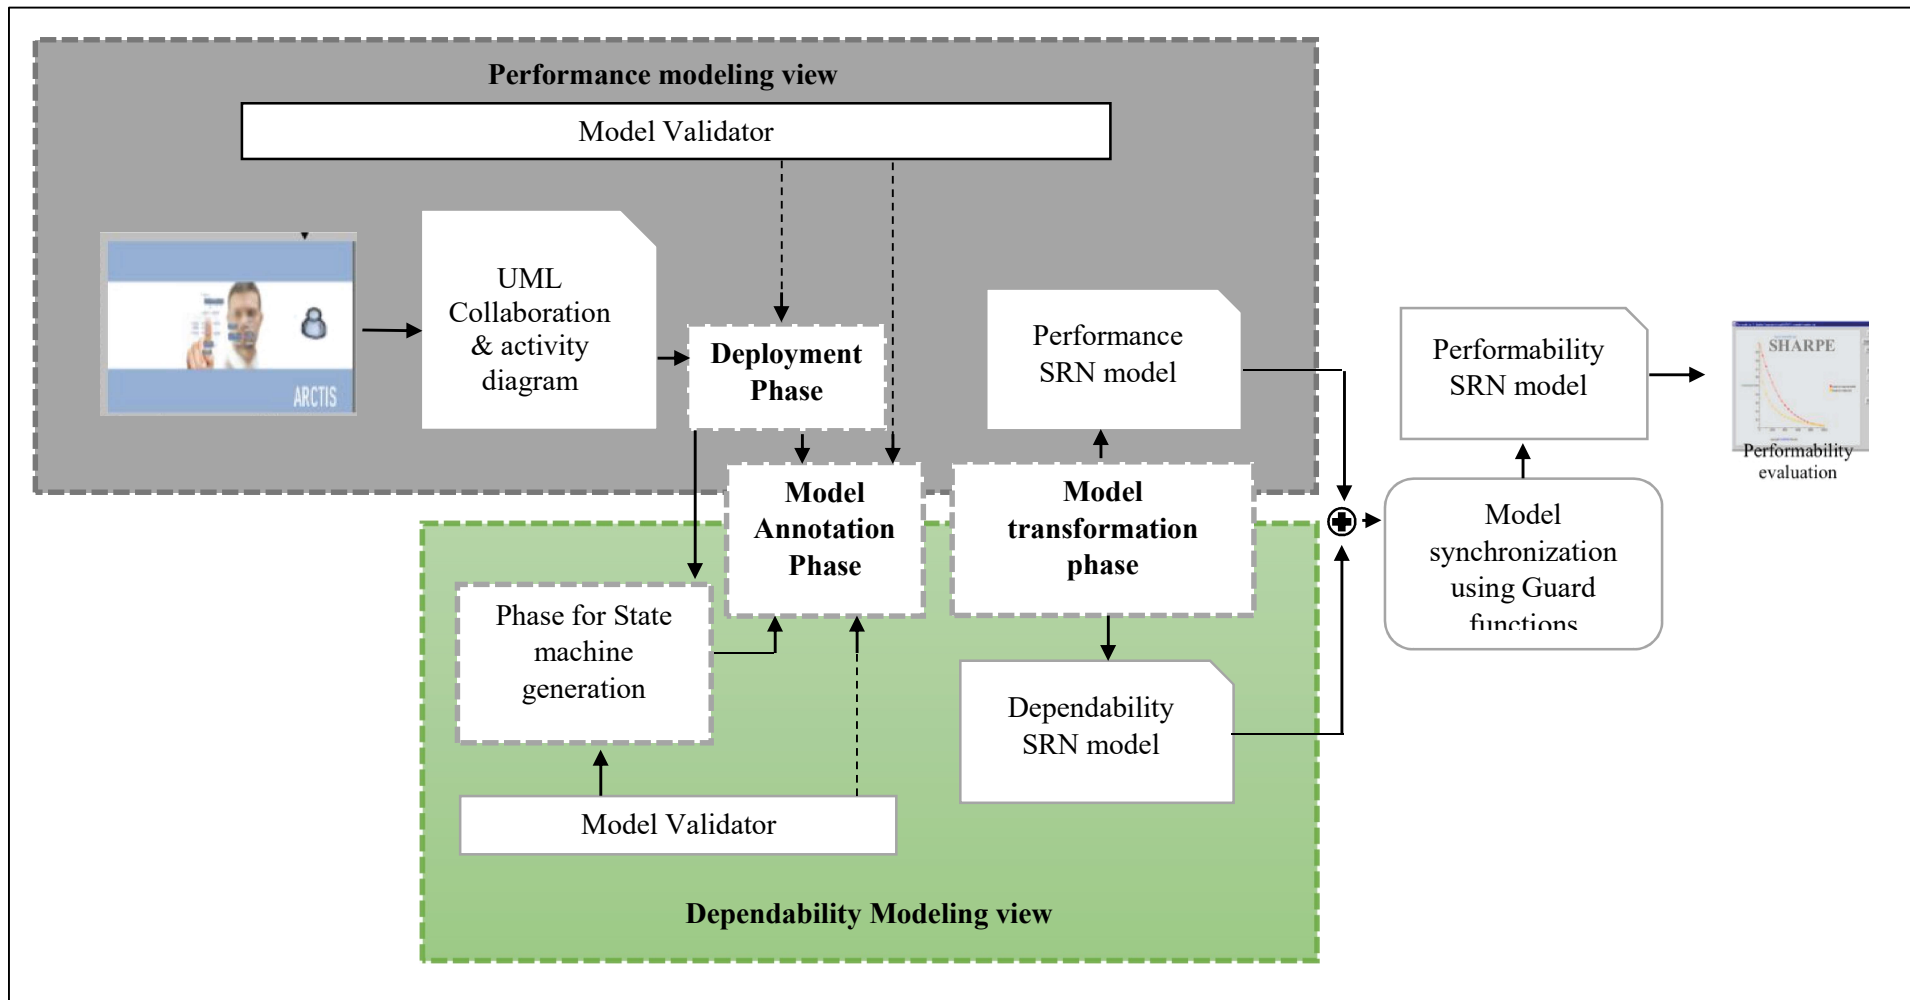 Performance modeling view
Model Validator
UML
Collaboration
& activity
diagram
ARCTIS
Deployment
Phase
Performance
SRN model
Performability
SRN model
SHARPE
Performability
evaluation
Model
Annotation
Phase
Model
transformation
phase
Model
synchronization
using Guard
functions
Phase for State
machine
generation
Dependability
SRN model
Model Validator
Dependability Modeling view